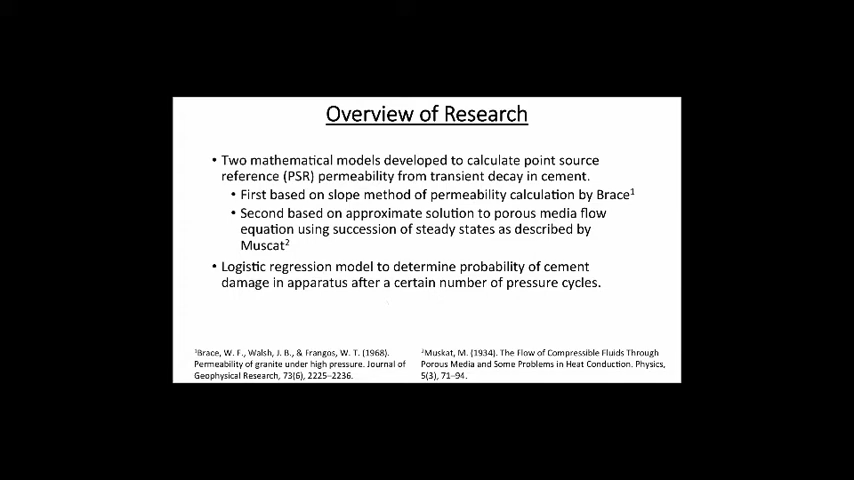 Overview of Research
• Two mathematical models developed to calculate point source
reference (PSR) permeability from transient decay in cement.
• First based on slope method of permeability calculation by Brace¹
• Second based on approximate solution to porous media flow
equation using succession of steady states as described by
Muscat²
• Logistic regression model to determine probability of cement
damage in apparatus after a certain number of pressure cycles.
¹Brace, W. F., Walsh, J. B., & Frangos, W. T. (1968).
Permeability of granite under high pressure. Journal of
Geophysical Research, 73(6), 2225–2236.
²Muskat, M. (1934). The Flow of Compressible Fluids Through
Porous Media and Some Problems in Heat Conduction. Physics,
5(3), 71–94.